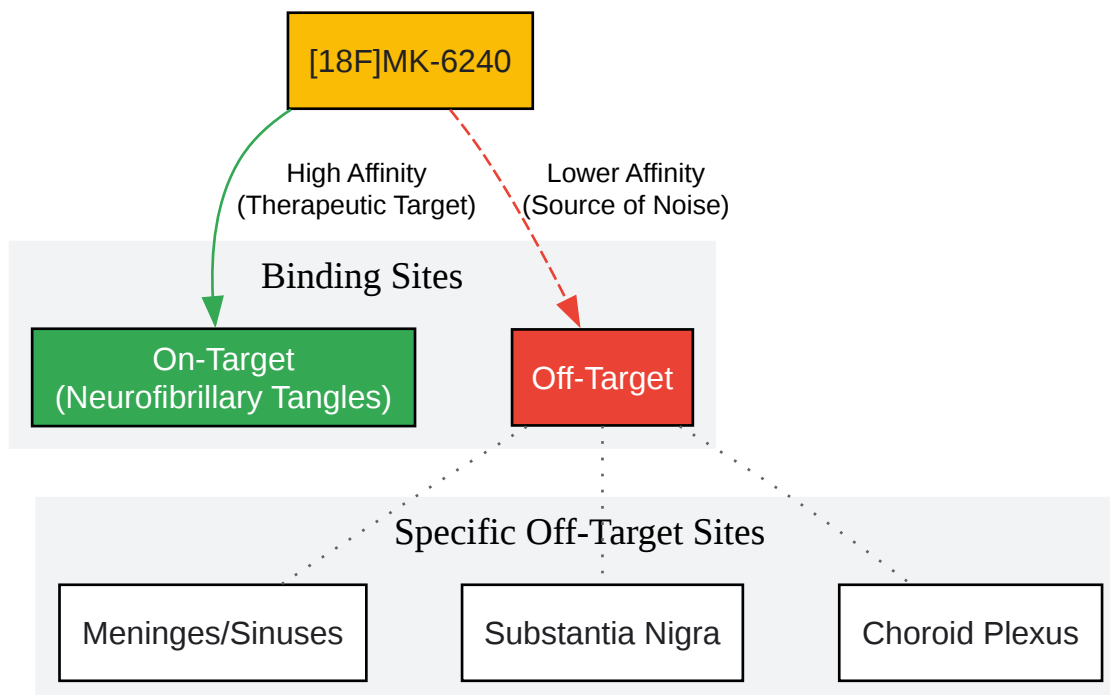 [18F]MK-6240
High Affinity
(Therapeutic Target)
Lower Affinity
(Source of Noise)
Binding Sites
On-Target
(Neurofibrillary Tangles)
Off-Target
Specific Off-Target Sites
Meninges/Sinuses
Substantia Nigra
Choroid Plexus